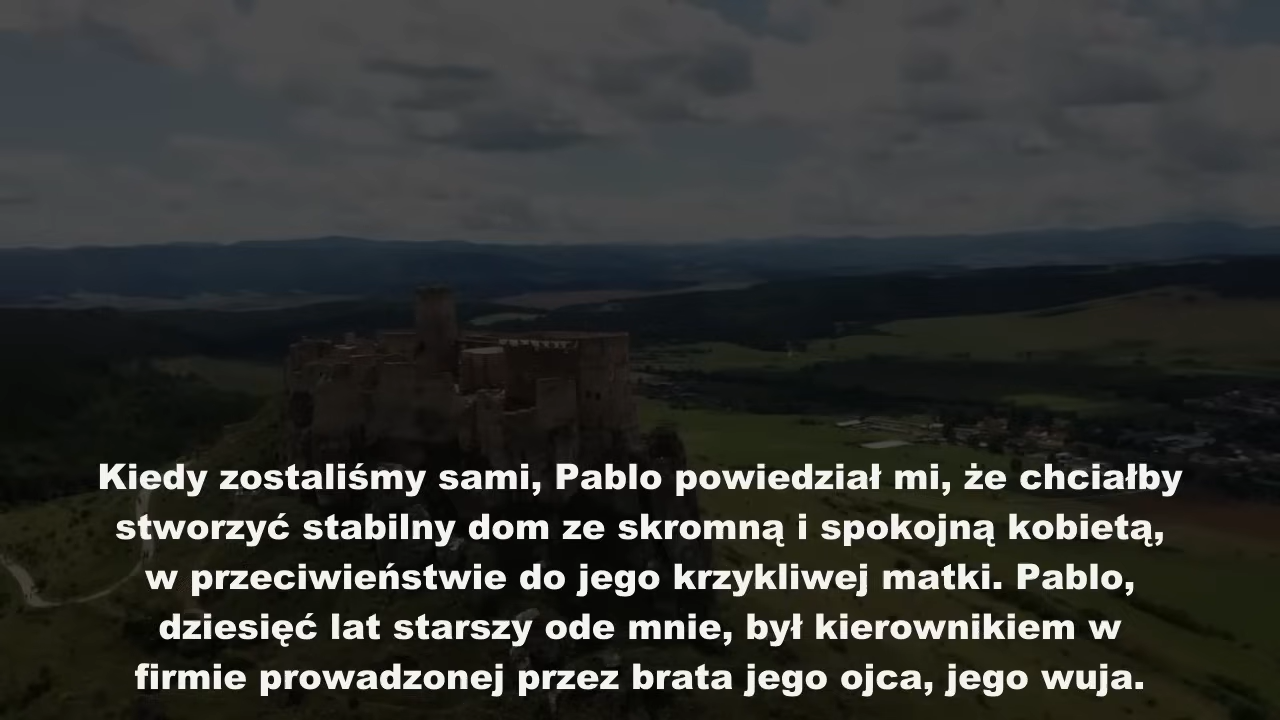 Kiedy zostaliśmy sami, Pablo powiedział mi, że chciałby
stworzyć stabilny dom ze skromną i spokojną kobietą,
w przeciwieństwie do jego krzykliwej matki. Pablo,
dziesięć lat starszy ode mnie, był kierownikiem w
firmie prowadzonej przez brata jego ojca, jego wuja.